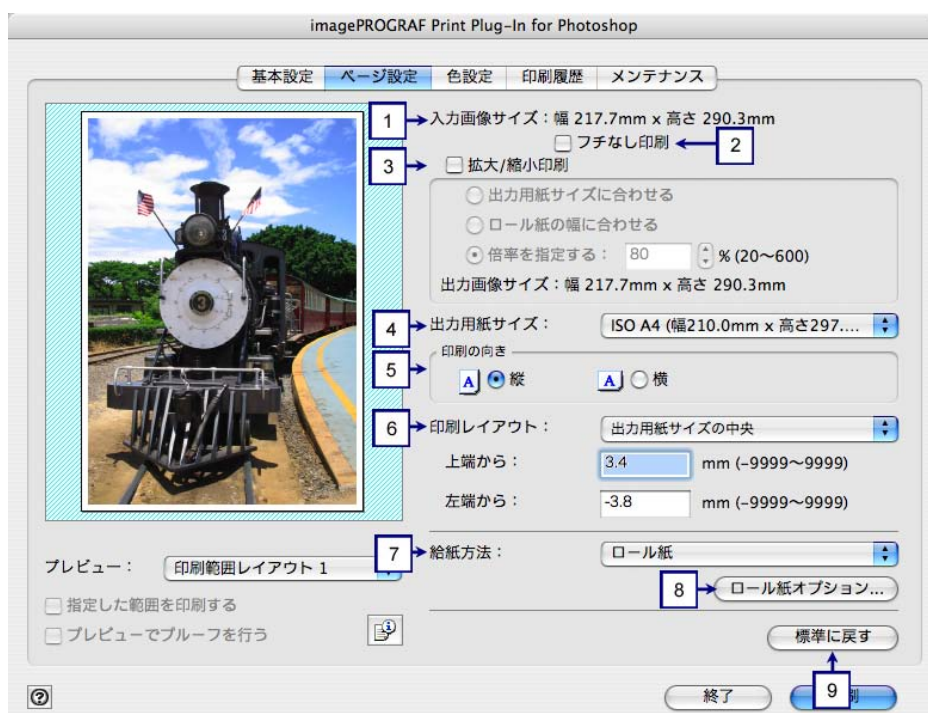 imagePROGRAF Print Plug-In for Photoshop
基本設定 ページ設定 色設定 印刷履歴 メンテナンス
1 入力画像サイズ：幅 217.7mm x 高さ 290.3mm
フチなし印刷 2
3 拡大/縮小印刷
出力用紙サイズに合わせる
ロール紙の幅に合わせる
倍率を指定する： 80 % (20〜600)
出力画像サイズ：幅 217.7mm x 高さ 290.3mm
4 出力用紙サイズ： ISO A4 (幅210.0mm x 高さ297....
印刷の向き
5 A 縦 A 横
6 印刷レイアウト： 出力用紙サイズの中央
上端から： 3.4 mm (-9999〜9999)
左端から： -3.8 mm (-9999〜9999)
7 給紙方法： ロール紙
8 ロール紙オプション...
プレビュー： 印刷範囲レイアウト 1
指定した範囲を印刷する
プレビューでプルーフを行う
標準に戻す
9
終了 刷
3